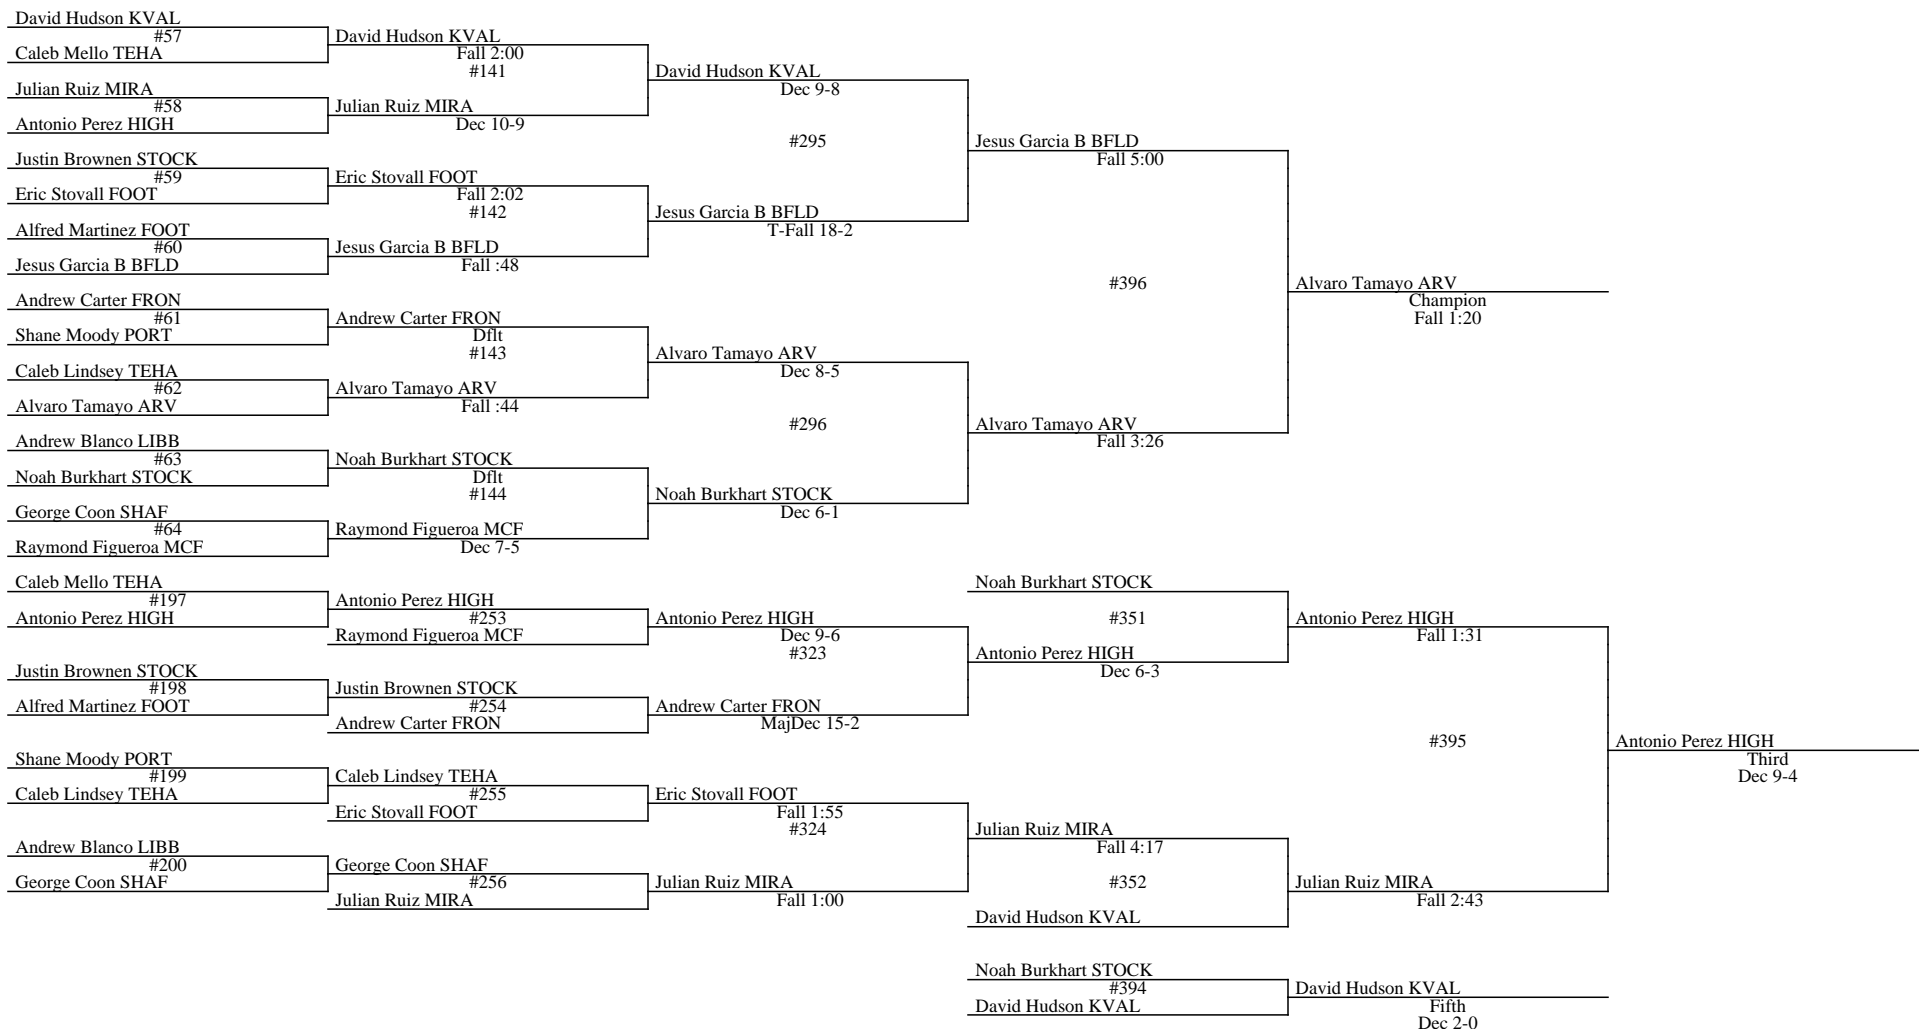 David Hudson KVAL
#57
Caleb Mello TEHA
Julian Ruiz MIRA
#58
Antonio Perez HIGH
Justin Brownen STOCK
#59
Eric Stovall FOOT
Alfred Martinez FOOT
#60
Jesus Garcia B BFLD
Andrew Carter FRON
#61
Shane Moody PORT
Caleb Lindsey TEHA
#62
Alvaro Tamayo ARV
Andrew Blanco LIBB
#63
Noah Burkhart STOCK
George Coon SHAF
#64
Raymond Figueroa MCF
David Hudson KVAL
Fall 2:00
#141
Julian Ruiz MIRA
Dec 10-9
Eric Stovall FOOT
Fall 2:02
#142
Jesus Garcia B BFLD
Fall :48
Andrew Carter FRON
Dflt
#143
Alvaro Tamayo ARV
Fall :44
Noah Burkhart STOCK
Dflt
#144
Raymond Figueroa MCF
Dec 7-5
David Hudson KVAL
Dec 9-8
#295
Jesus Garcia B BFLD
T-Fall 18-2
Alvaro Tamayo ARV
Dec 8-5
#296
Noah Burkhart STOCK
Dec 6-1
Jesus Garcia B BFLD
Fall 5:00
#396
Alvaro Tamayo ARV
Fall 3:26
Alvaro Tamayo ARV
Champion
Fall 1:20
Caleb Mello TEHA
#197
Antonio Perez HIGH
Justin Brownen STOCK
#198
Alfred Martinez FOOT
Shane Moody PORT
#199
Caleb Lindsey TEHA
Andrew Blanco LIBB
#200
George Coon SHAF
Antonio Perez HIGH
#253
Raymond Figueroa MCF
Justin Brownen STOCK
#254
Andrew Carter FRON
Caleb Lindsey TEHA
#255
Eric Stovall FOOT
George Coon SHAF
#256
Julian Ruiz MIRA
Antonio Perez HIGH
Dec 9-6
#323
Andrew Carter FRON
MajDec 15-2
Eric Stovall FOOT
Fall 1:55
#324
Julian Ruiz MIRA
Fall 1:00
Noah Burkhart STOCK
#351
Antonio Perez HIGH
Dec 6-3
Julian Ruiz MIRA
Fall 4:17
#352
David Hudson KVAL
Antonio Perez HIGH
Fall 1:31
#395
Julian Ruiz MIRA
Fall 2:43
Antonio Perez HIGH
Third
Dec 9-4
Noah Burkhart STOCK
#394
David Hudson KVAL
David Hudson KVAL
Fifth
Dec 2-0